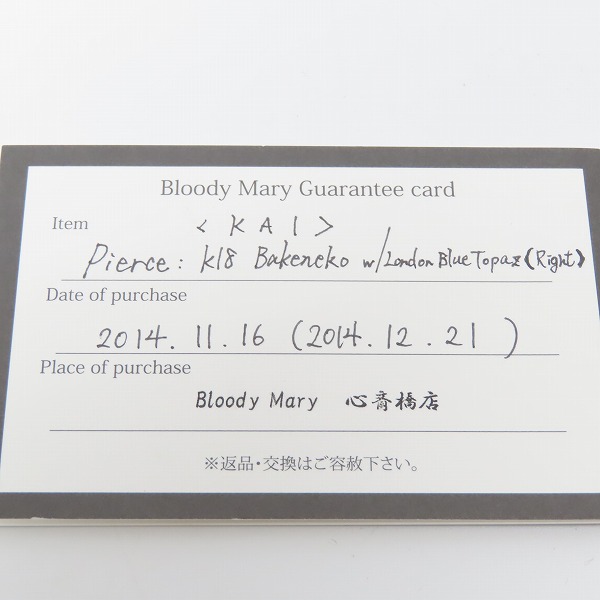 Bloody Mary Guarantee card
Item
< KAI >
Pierce: K18 Bakeneko w/London Blue Topaz (Right)
Date of purchase
2014.11.16 (2014.12.21)
Place of purchase
Bloody Mary 心斎橋店
※返品・交換はご容赦下さい。